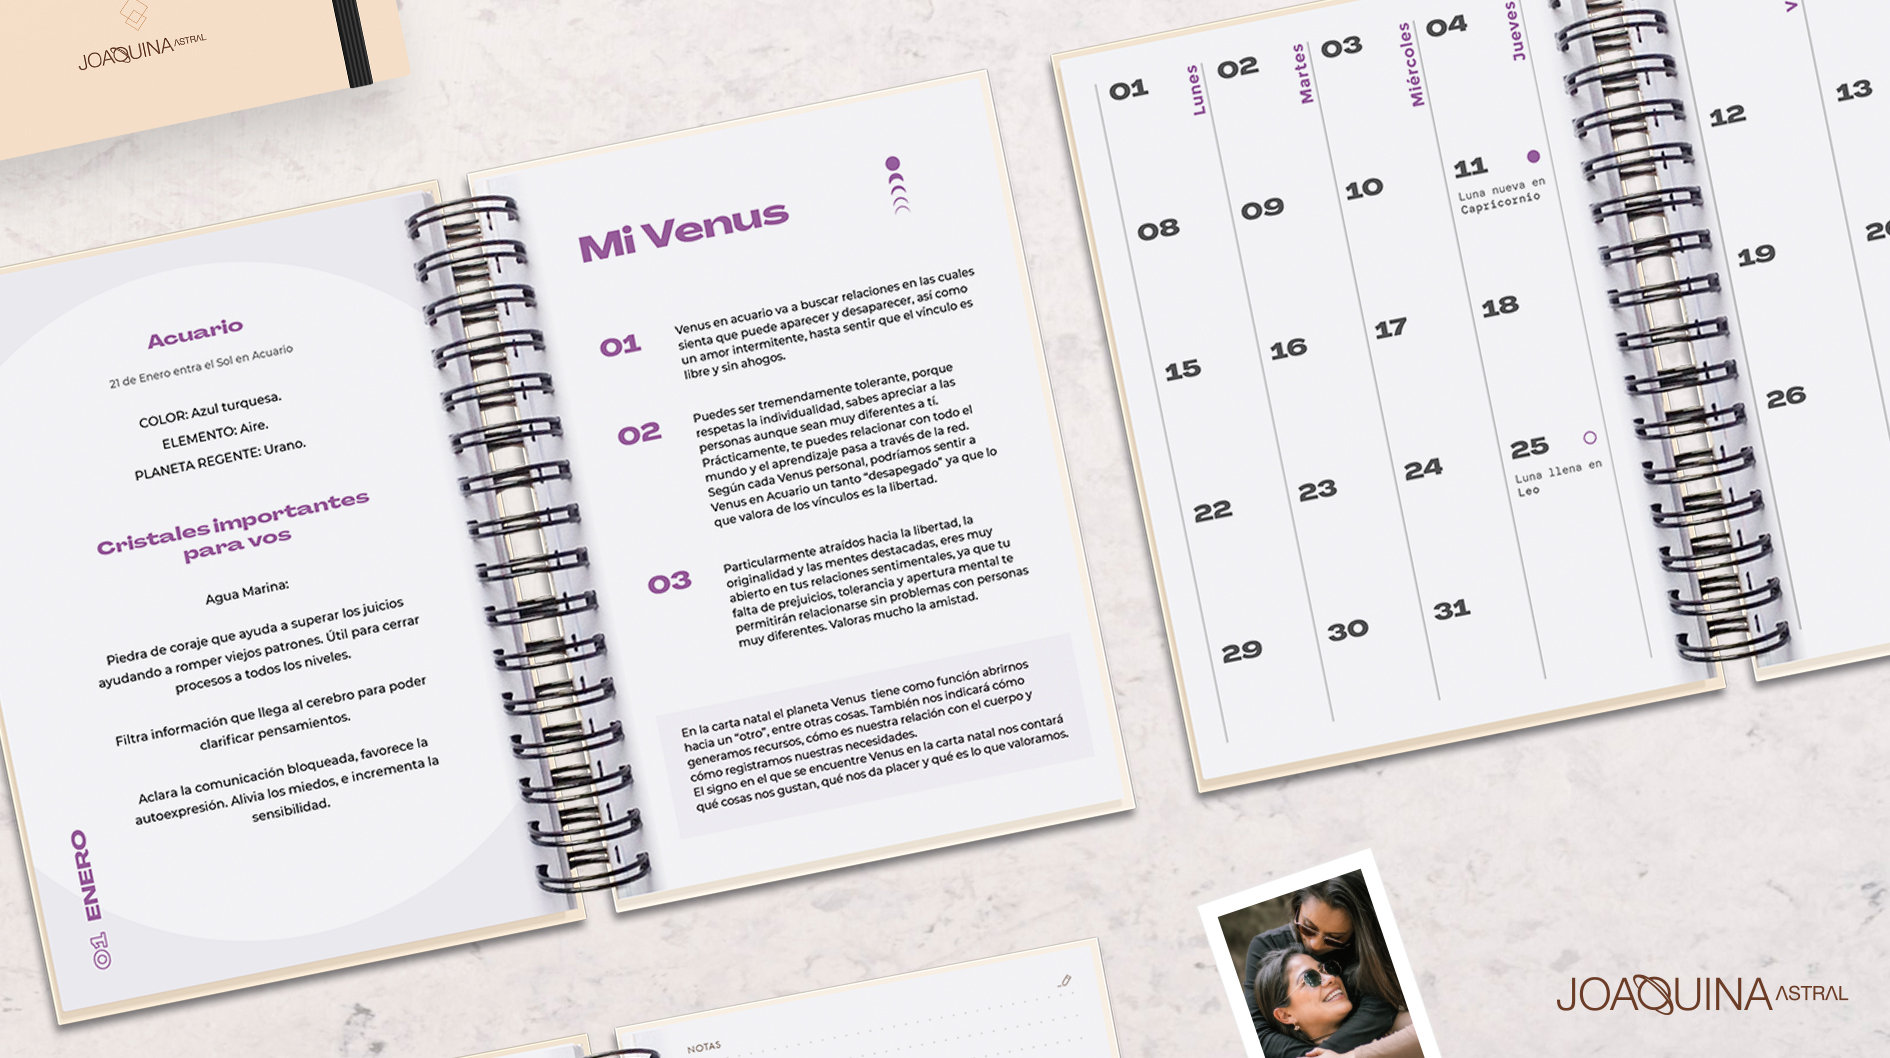 JOAQUINA ASTRAL
Acuario
21 de Enero entra el Sol en Acuario
COLOR: Azul turquesa.
ELEMENTO: Aire.
PLANETA REGENTE: Urano.
Cristales importantes
para vos
Agua Marina:
Piedra de coraje que ayuda a superar los juicios
ayudando a romper viejos patrones. Útil para cerrar
procesos a todos los niveles.
Filtra información que llega al cerebro para poder
clarificar pensamientos.
Aclara la comunicación bloqueada, favorece la
autoexpresión. Alivia los miedos, e incrementa la
sensibilidad.
01 ENERO
Mi Venus
01
Venus en acuario va a buscar relaciones en las cuales
sienta que puede aparecer y desaparecer, así como
un amor intermitente, hasta sentir que el vínculo es
libre y sin ahogos.
02
Puedes ser tremendamente tolerante, porque
respetas la individualidad, sabes apreciar a las
personas aunque sean muy diferentes a tí.
Prácticamente, te puedes relacionar con todo el
mundo y el aprendizaje pasa a través de la red.
Según cada Venus personal, podríamos sentir a
Venus en Acuario un tanto "desapegado" ya que lo
que valora de los vínculos es la libertad.
03
Particularmente atraídos hacia la libertad, la
originalidad y las mentes destacadas, eres muy
abierto en tus relaciones sentimentales, ya que tu
falta de prejuicios, tolerancia y apertura mental te
permitirán relacionarse sin problemas con personas
muy diferentes. Valoras mucho la amistad.
En la carta natal el planeta Venus tiene como función abrirnos
hacia un "otro", entre otras cosas. También nos indicará cómo
generamos recursos, cómo es nuestra relación con el cuerpo y
cómo registramos nuestras necesidades.
El signo en el que se encuentre Venus en la carta natal nos contará
qué cosas nos gustan, qué nos da placer y qué es lo que valoramos.
Lunes
Martes
Miércoles
Jueves
V
01 02 03 04
08 09 10 11
Luna nueva en
Capricornio
12 13
15 16 17 18
19
22 23 24 25
Luna llena en
Leo
26
29 30 31
NOTAS
JOAQUINA ASTRAL